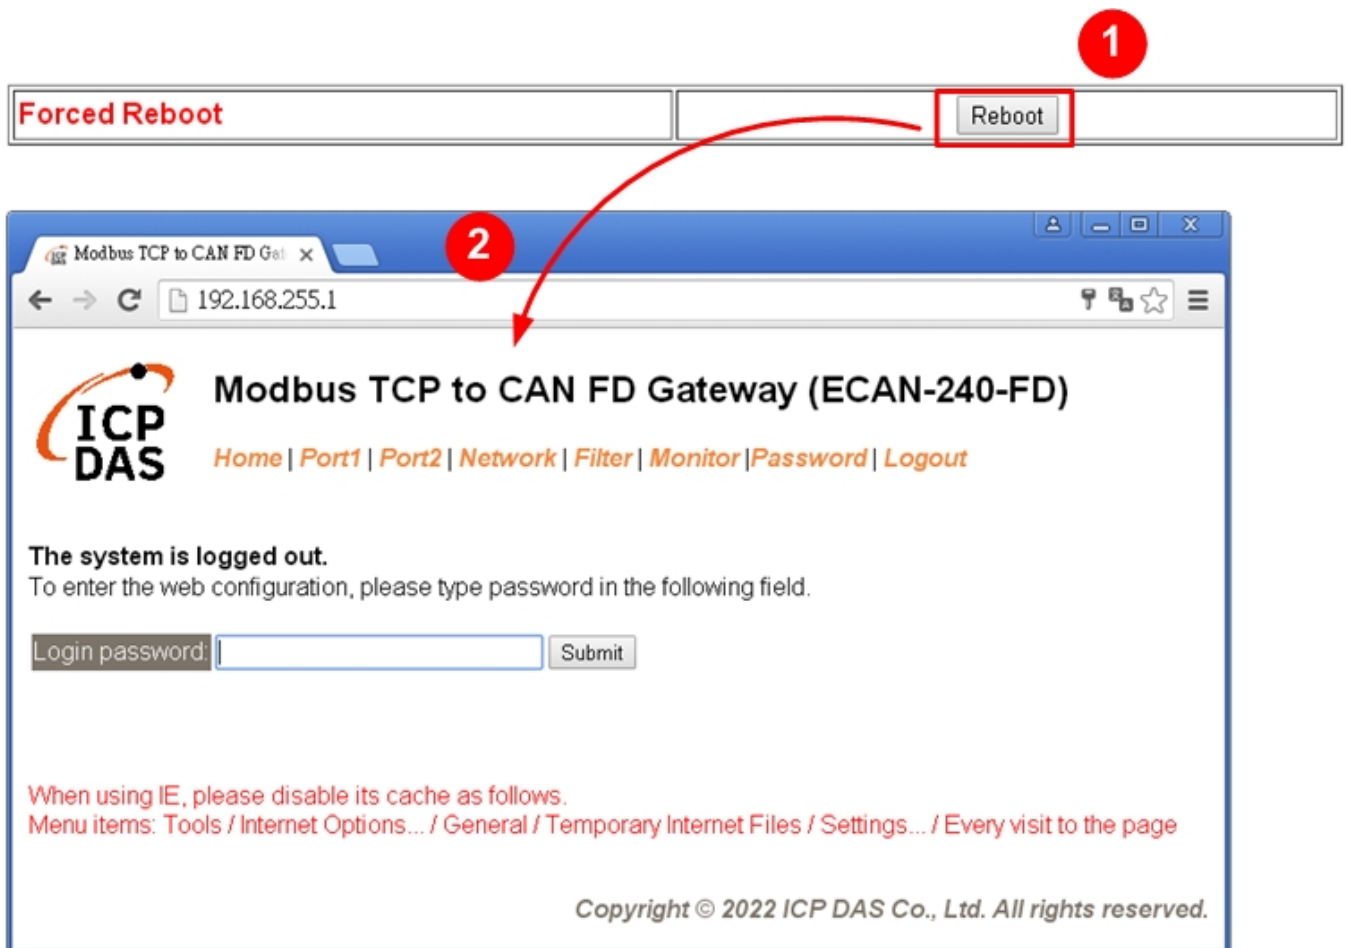 1
Forced Reboot Reboot
2
Modbus TCP to CAN FD Gat
192.168.255.1
ICP DAS
Modbus TCP to CAN FD Gateway (ECAN-240-FD)
Home | Port1 | Port2 | Network | Filter | Monitor |Password | Logout
The system is logged out.
To enter the web configuration, please type password in the following field.
Login password: Submit
When using IE, please disable its cache as follows.
Menu items: Tools / Internet Options... / General / Temporary Internet Files / Settings... / Every visit to the page
Copyright © 2022 ICP DAS Co., Ltd. All rights reserved.